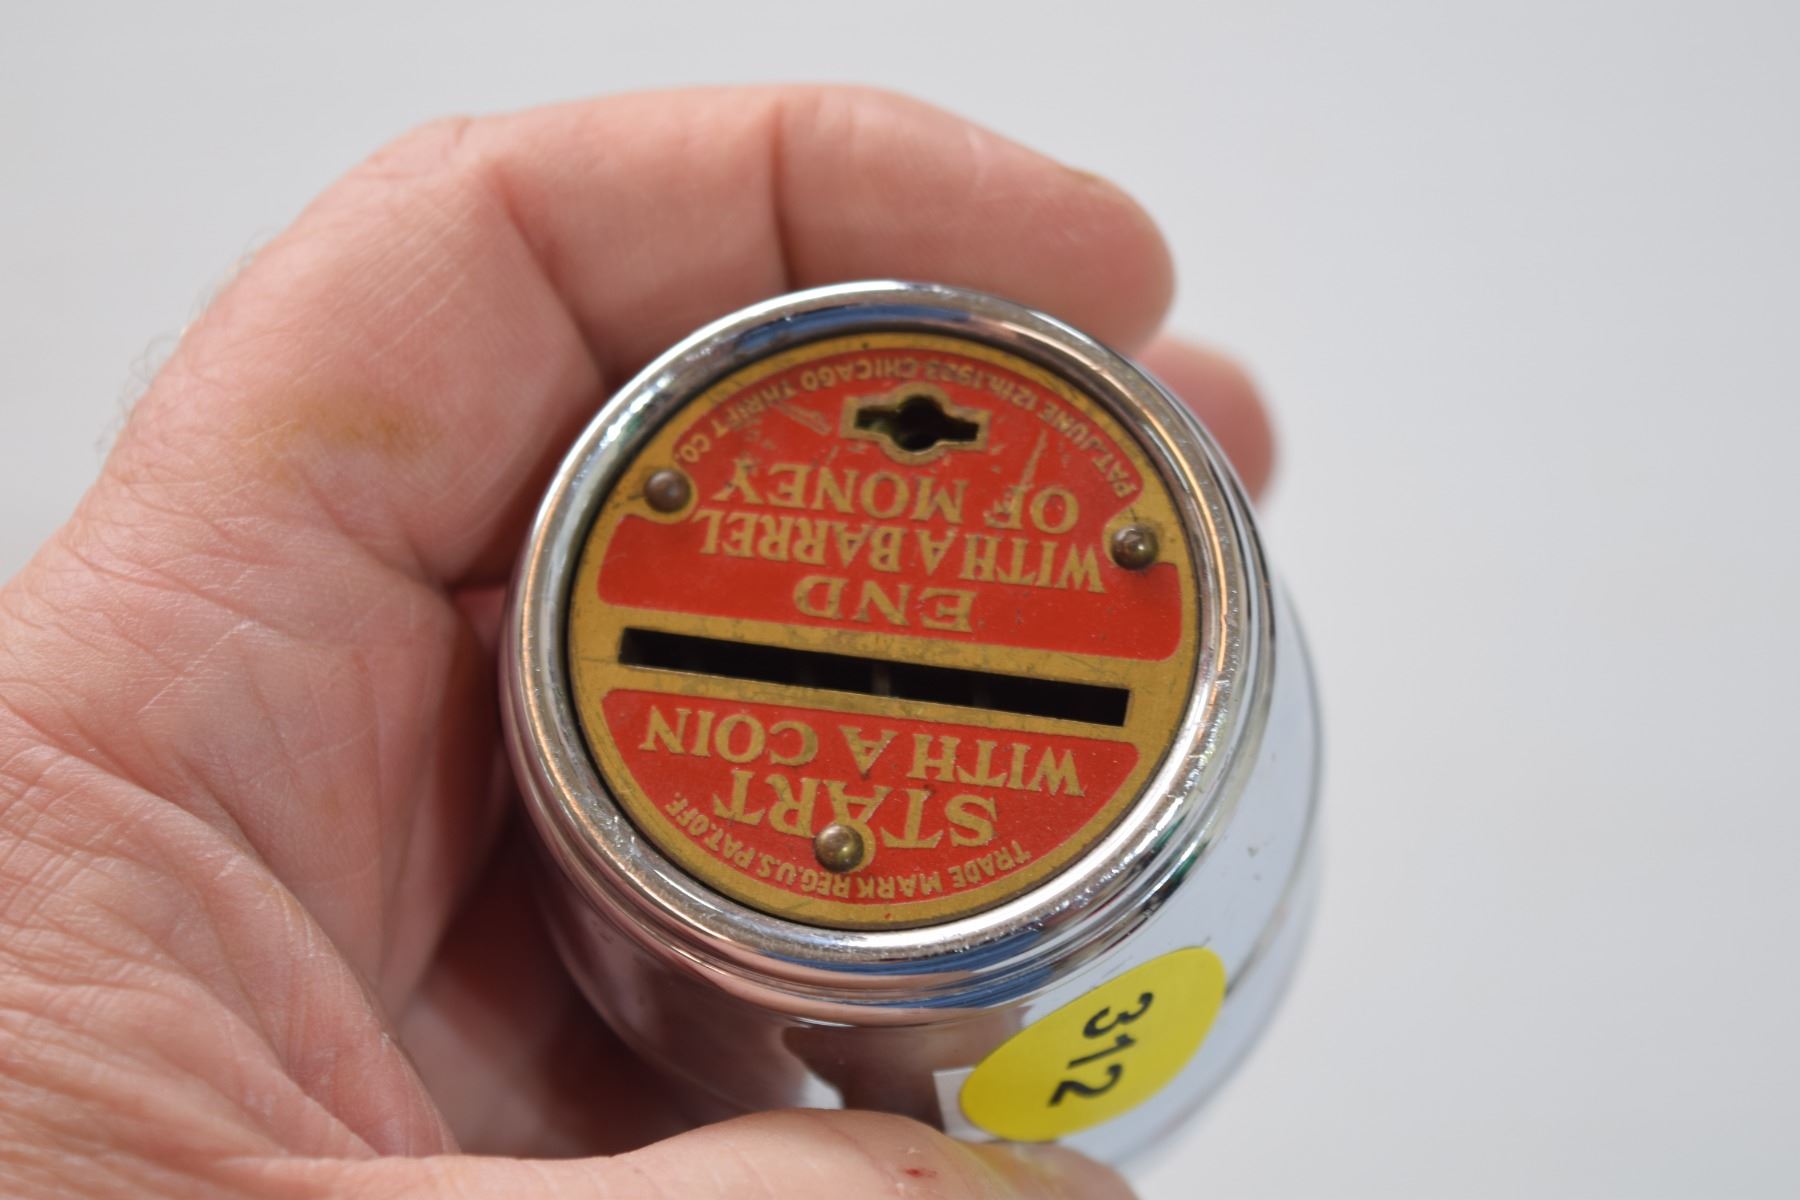 TRADE MARK REG.U.S.PAT.OFF.
START
WITH A COIN
END
WITH A BARREL
OF MONEY
PAT.JUNE 12th.1923.CHICAGO THRIFT CO.
312